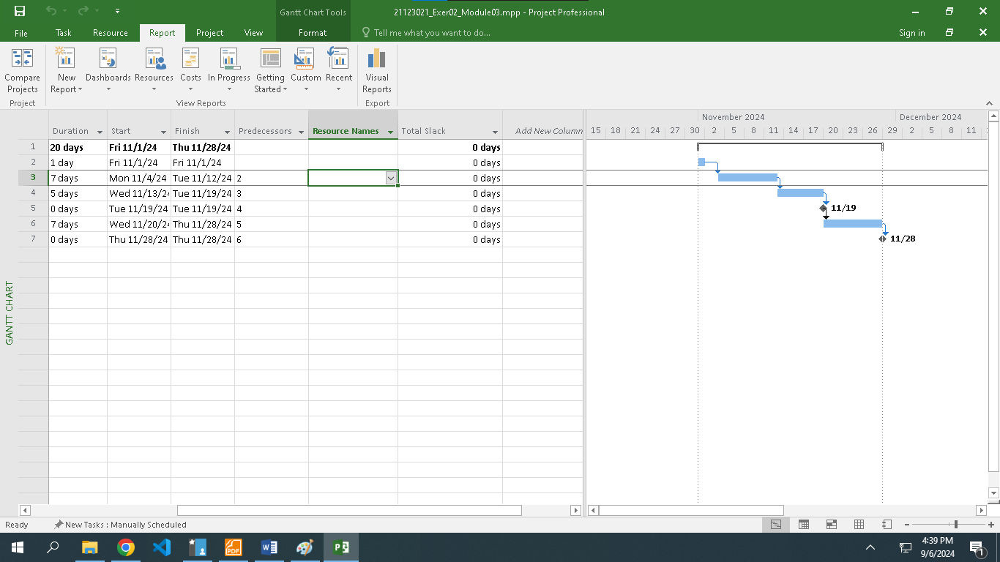 Gantt Chart Tools
21123021_Exer02_Module03.mpp - Project Professional
File Task Resource Report Project View Format Tell me what you want to do... Sign in
Compare Projects
New Report
Dashboards
Resources
Costs
In Progress
Getting Started
Custom
Recent
Visual Reports
Project View Reports Export
Duration Start Finish Predecessors Resource Names Total Slack Add New Column
November 2024 December 2024
15 18 21 24 27 30 2 5 8 11 14 17 20 23 26 29 2 5 8 11
1 20 days Fri 11/1/24 Thu 11/28/24 0 days
2 1 day Fri 11/1/24 Fri 11/1/24 0 days
3 7 days Mon 11/4/24 Tue 11/12/24 2 0 days
4 5 days Wed 11/13/24 Tue 11/19/24 3 0 days
5 0 days Tue 11/19/24 Tue 11/19/24 4 0 days 11/19
6 7 days Wed 11/20/24 Thu 11/28/24 5 0 days
7 0 days Thu 11/28/24 Thu 11/28/24 6 0 days 11/28
GANTT CHART
Ready New Tasks : Manually Scheduled
4:39 PM
9/6/2024
1